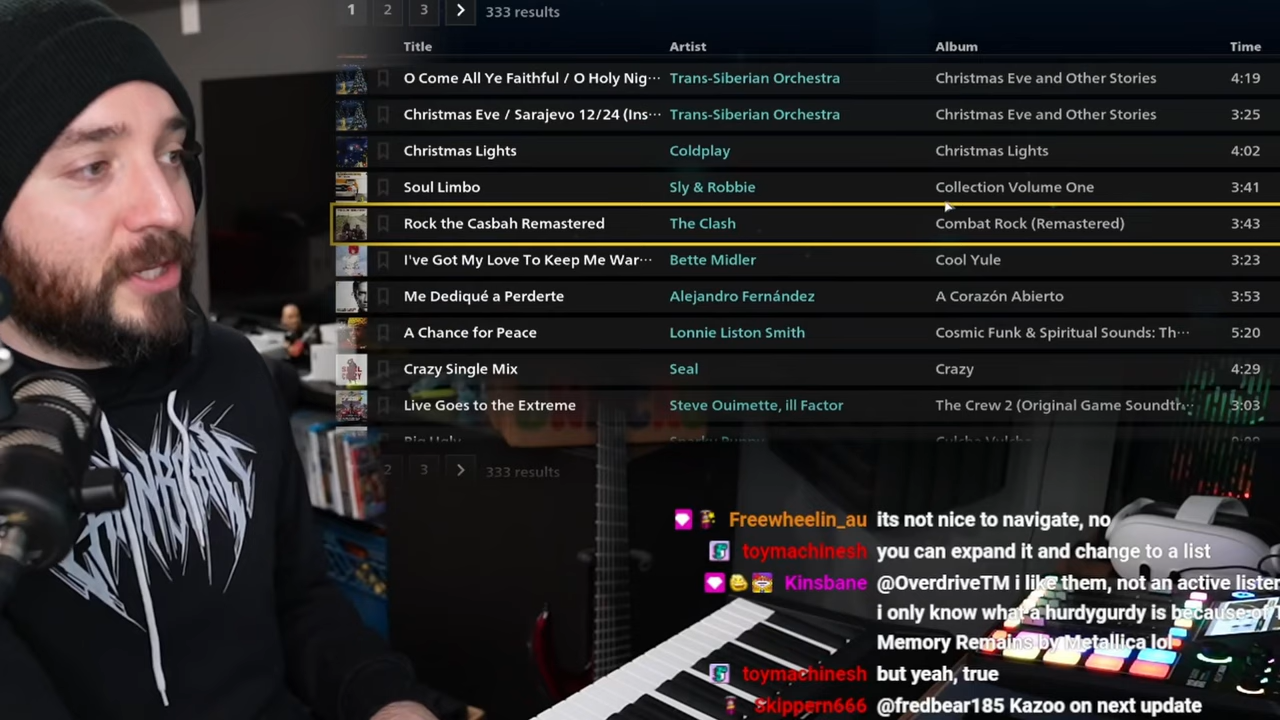 1 2 3 > 333 results
Title Artist Album Time
O Come All Ye Faithful / O Holy Nig··· Trans-Siberian Orchestra Christmas Eve and Other Stories 4:19
Christmas Eve / Sarajevo 12/24 (Ins··· Trans-Siberian Orchestra Christmas Eve and Other Stories 3:25
Christmas Lights Coldplay Christmas Lights 4:02
Soul Limbo Sly & Robbie Collection Volume One 3:41
Rock the Casbah Remastered The Clash Combat Rock (Remastered) 3:43
I've Got My Love To Keep Me War··· Bette Midler Cool Yule 3:23
Me Dediqué a Perderte Alejandro Fernández A Corazón Abierto 3:53
A Chance for Peace Lonnie Liston Smith Cosmic Funk & Spiritual Sounds: Th··· 5:20
Crazy Single Mix Seal Crazy 4:29
Live Goes to the Extreme Steve Ouimette, ill Factor The Crew 2 (Original Game Soundtr··· 3:03
2 3 > 333 results
Freewheelin_au its not nice to navigate, no
toymachinesh you can expand it and change to a list
Kinsbane @OverdriveTM i like them, not an active listen
i only know what a hurdygurdy is because of
Memory Remains by Metallica lol
toymachinesh but yeah, true
Skippern666 @fredbear185 Kazoo on next update